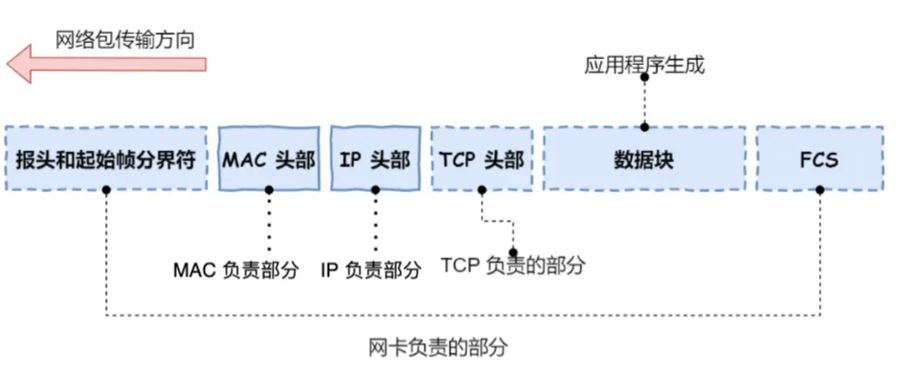 网络包传输方向
应用程序生成
报头和起始帧分界符 MAC 头部 IP 头部 TCP 头部 数据块 FCS
MAC 负责部分 IP 负责部分 TCP 负责的部分
网卡负责的部分